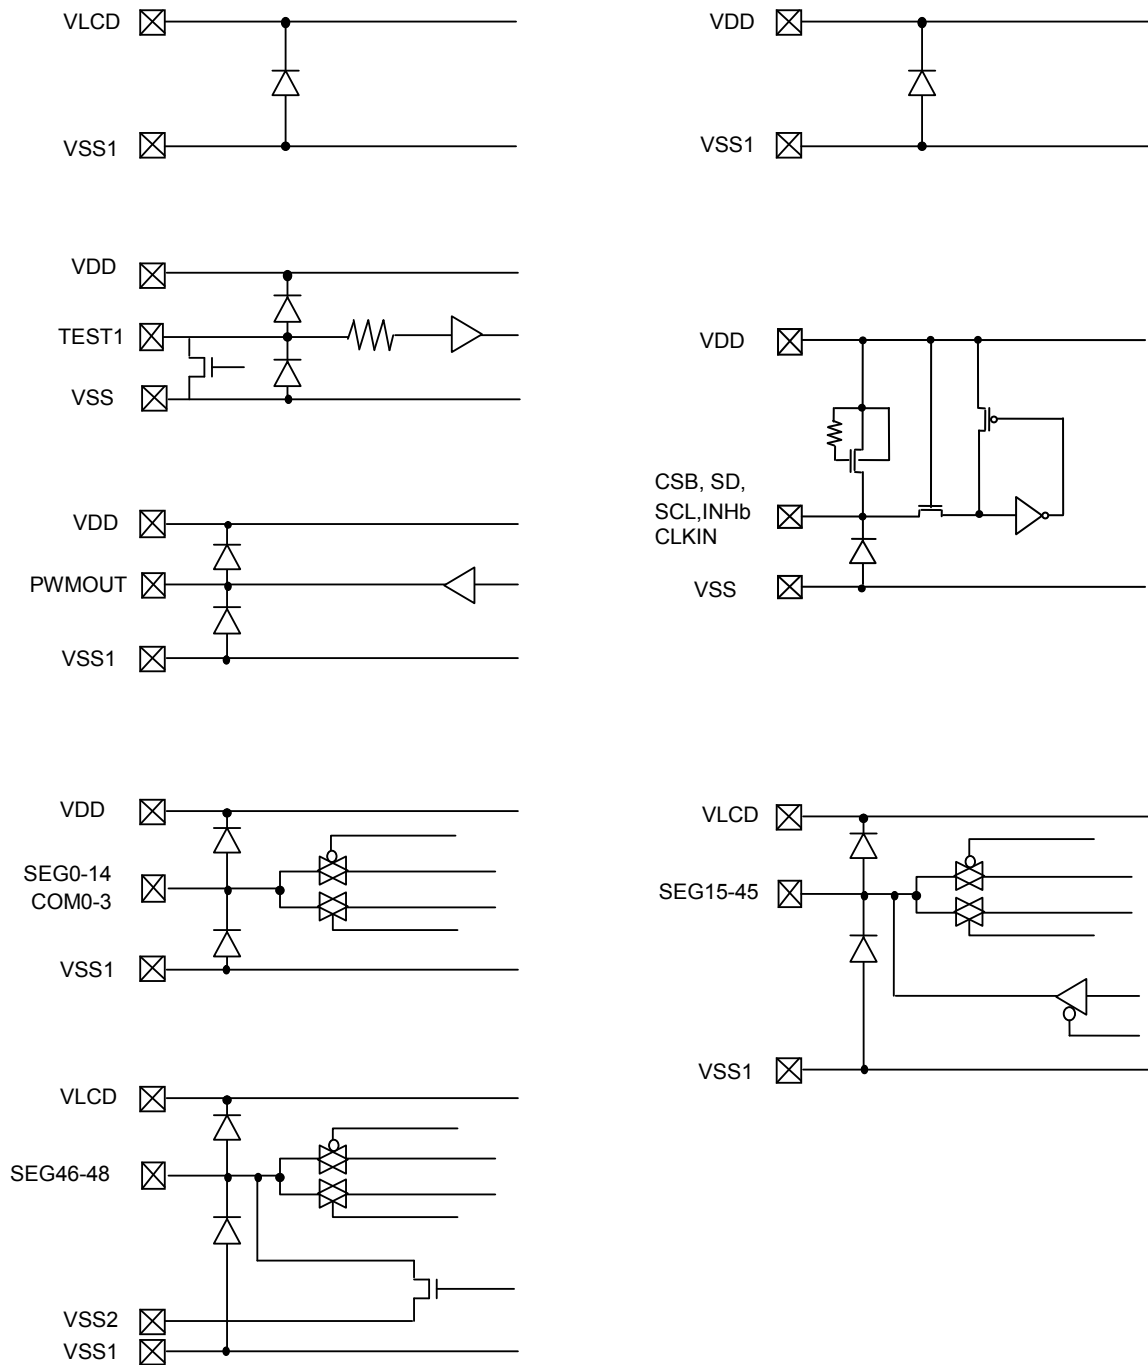 VLCD
VSS1
VDD
VSS1
VDD
TEST1
VSS
VDD
CSB, SD,
SCL,INHb
CLKIN
VSS
VDD
PWMOUT
VSS1
VDD
SEG0-14
COM0-3
VSS1
VLCD
SEG15-45
VSS1
VLCD
SEG46-48
VSS2
VSS1